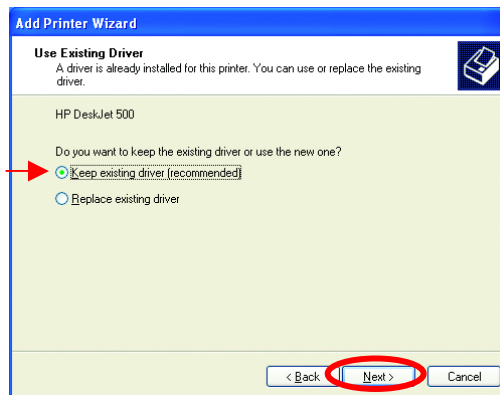 Add Printer Wizard
Use Existing Driver
A driver is already installed for this printer. You can use or replace the existing
driver.
HP DeskJet 500
Do you want to keep the existing driver or use the new one?
Keep existing driver (recommended)
Replace existing driver
< Back
Next >
Cancel